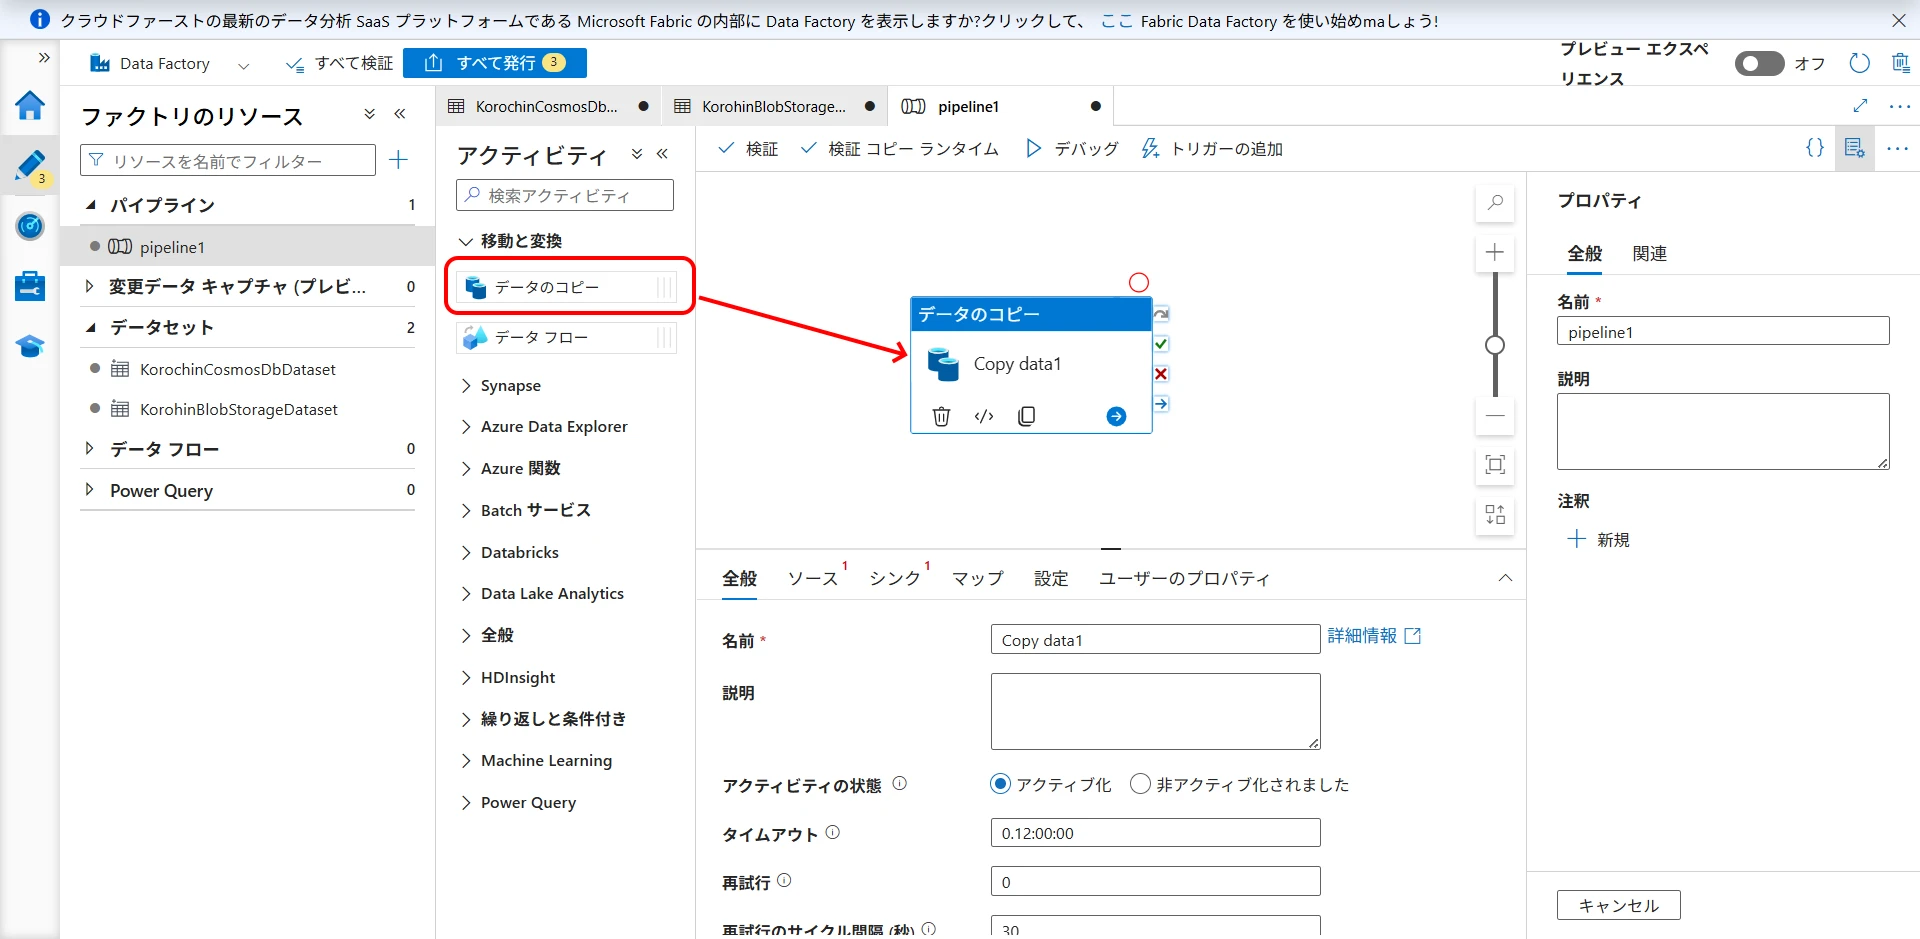 クラウドファーストの最新のデータ分析 SaaS プラットフォームである Microsoft Fabric の内部に Data Factory を表示しますか?クリックして、 ここ Fabric Data Factory を使い始めmaしょう!
Data Factory
すべて検証
すべて発行 3
プレビュー エクスペリエンス
オフ
3
ファクトリのリソース
リソースを名前でフィルター
パイプライン 1
pipeline1
変更データ キャプチャ (プレビ... 0
データセット 2
KorochinCosmosDbDataset
KorohinBlobStorageDataset
データ フロー 0
Power Query 0
KorochinCosmosDb...
KorohinBlobStorage...
pipeline1
アクティビティ
検索アクティビティ
移動と変換
データのコピー
データ フロー
Synapse
Azure Data Explorer
Azure 関数
Batch サービス
Databricks
Data Lake Analytics
全般
HDInsight
繰り返しと条件付き
Machine Learning
Power Query
検証
検証 コピー ランタイム
デバッグ
トリガーの追加
データのコピー
Copy data1
全般
ソース 1
シンク 1
マップ
設定
ユーザーのプロパティ
名前 *
Copy data1
詳細情報
説明
アクティビティの状態
アクティブ化
非アクティブ化されました
タイムアウト
0.12:00:00
再試行
0
再試行のサイクル間隔 (秒)
30
プロパティ
全般
関連
名前 *
pipeline1
説明
注釈
新規
キャンセル